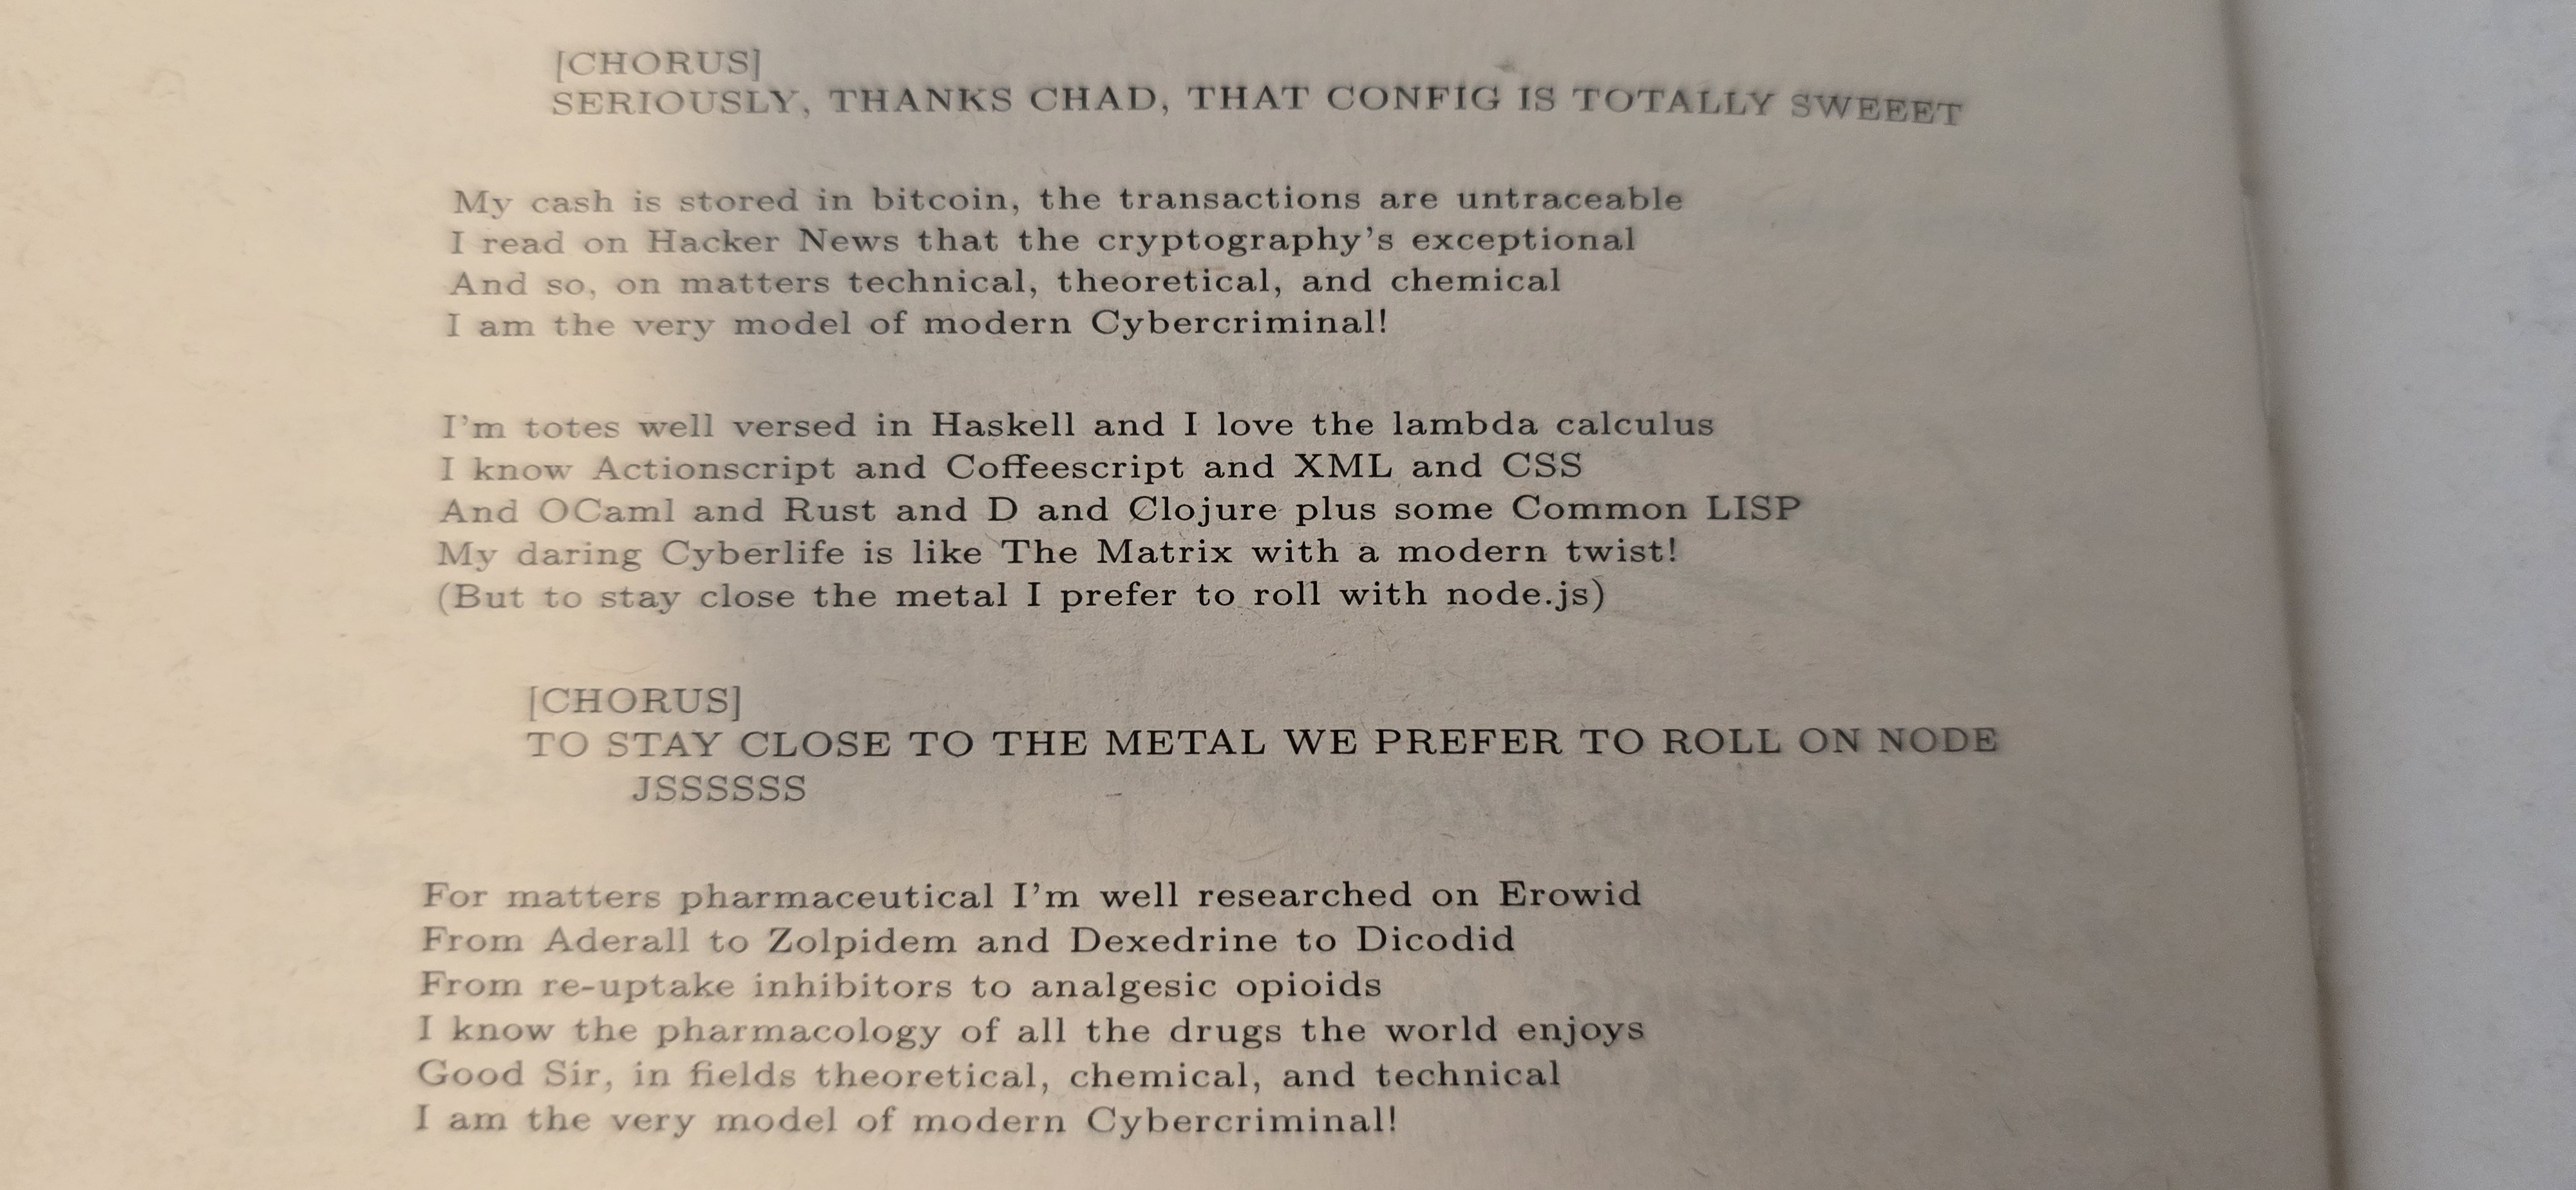 [CHORUS]
SERIOUSLY, THANKS CHAD, THAT CONFIG IS TOTALLY SWEEET
My cash is stored in bitcoin, the transactions are untraceable
I read on Hacker News that the cryptography's exceptional
And so, on matters technical, theoretical, and chemical
I am the very model of modern Cybercriminal!
I'm totes well versed in Haskell and I love the lambda calculus
I know Actionscript and Coffeescript and XML and CSS
And OCaml and Rust and D and Clojure plus some Common LISP
My daring Cyberlife is like The Matrix with a modern twist!
(But to stay close the metal I prefer to roll with node.js)
[CHORUS]
TO STAY CLOSE TO THE METAL WE PREFER TO ROLL ON NODE
JSSSSSS
For matters pharmaceutical I'm well researched on Erowid
From Aderall to Zolpidem and Dexedrine to Dicodid
From re-uptake inhibitors to analgesic opioids
I know the pharmacology of all the drugs the world enjoys
Good Sir, in fields theoretical, chemical, and technical
I am the very model of modern Cybercriminal!